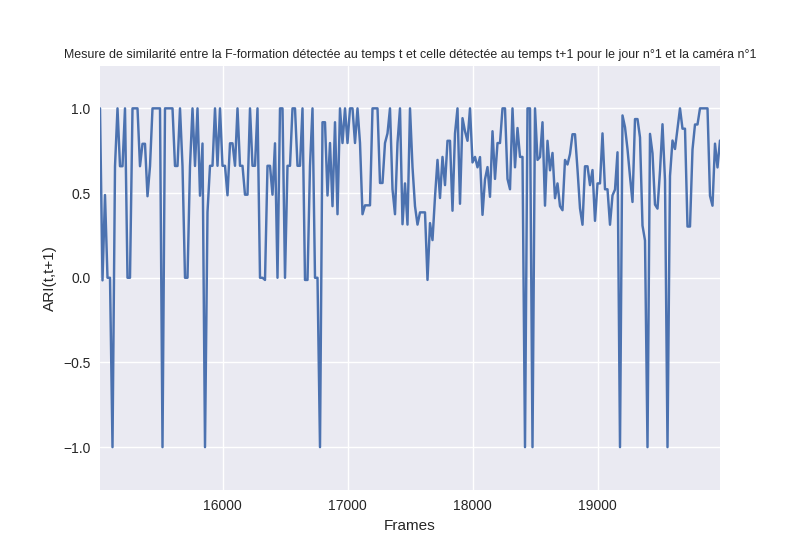 Mesure de similarité entre la F-formation détectée au temps t et celle détectée au temps t+1 pour le jour n°1 et la caméra n°1
1.0
0.5
0.0
−0.5
−1.0
ARI(t,t+1)
16000 17000 18000 19000
Frames